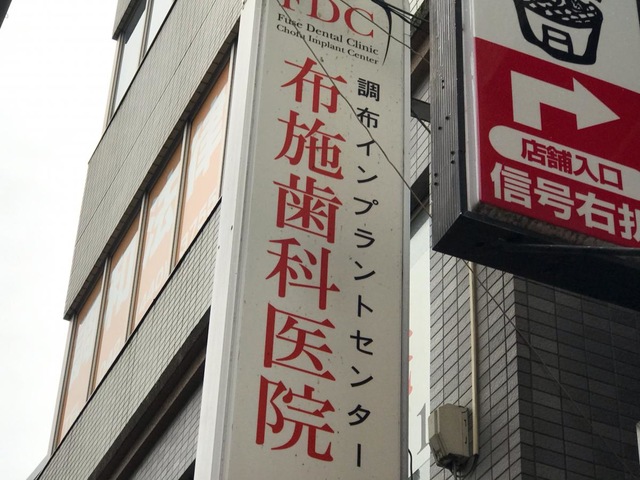 FDC
Fuse Dental Clinic
Chofu Implant Center
布施歯科医院
調布インプラントセンター
店舗入口
信号右折